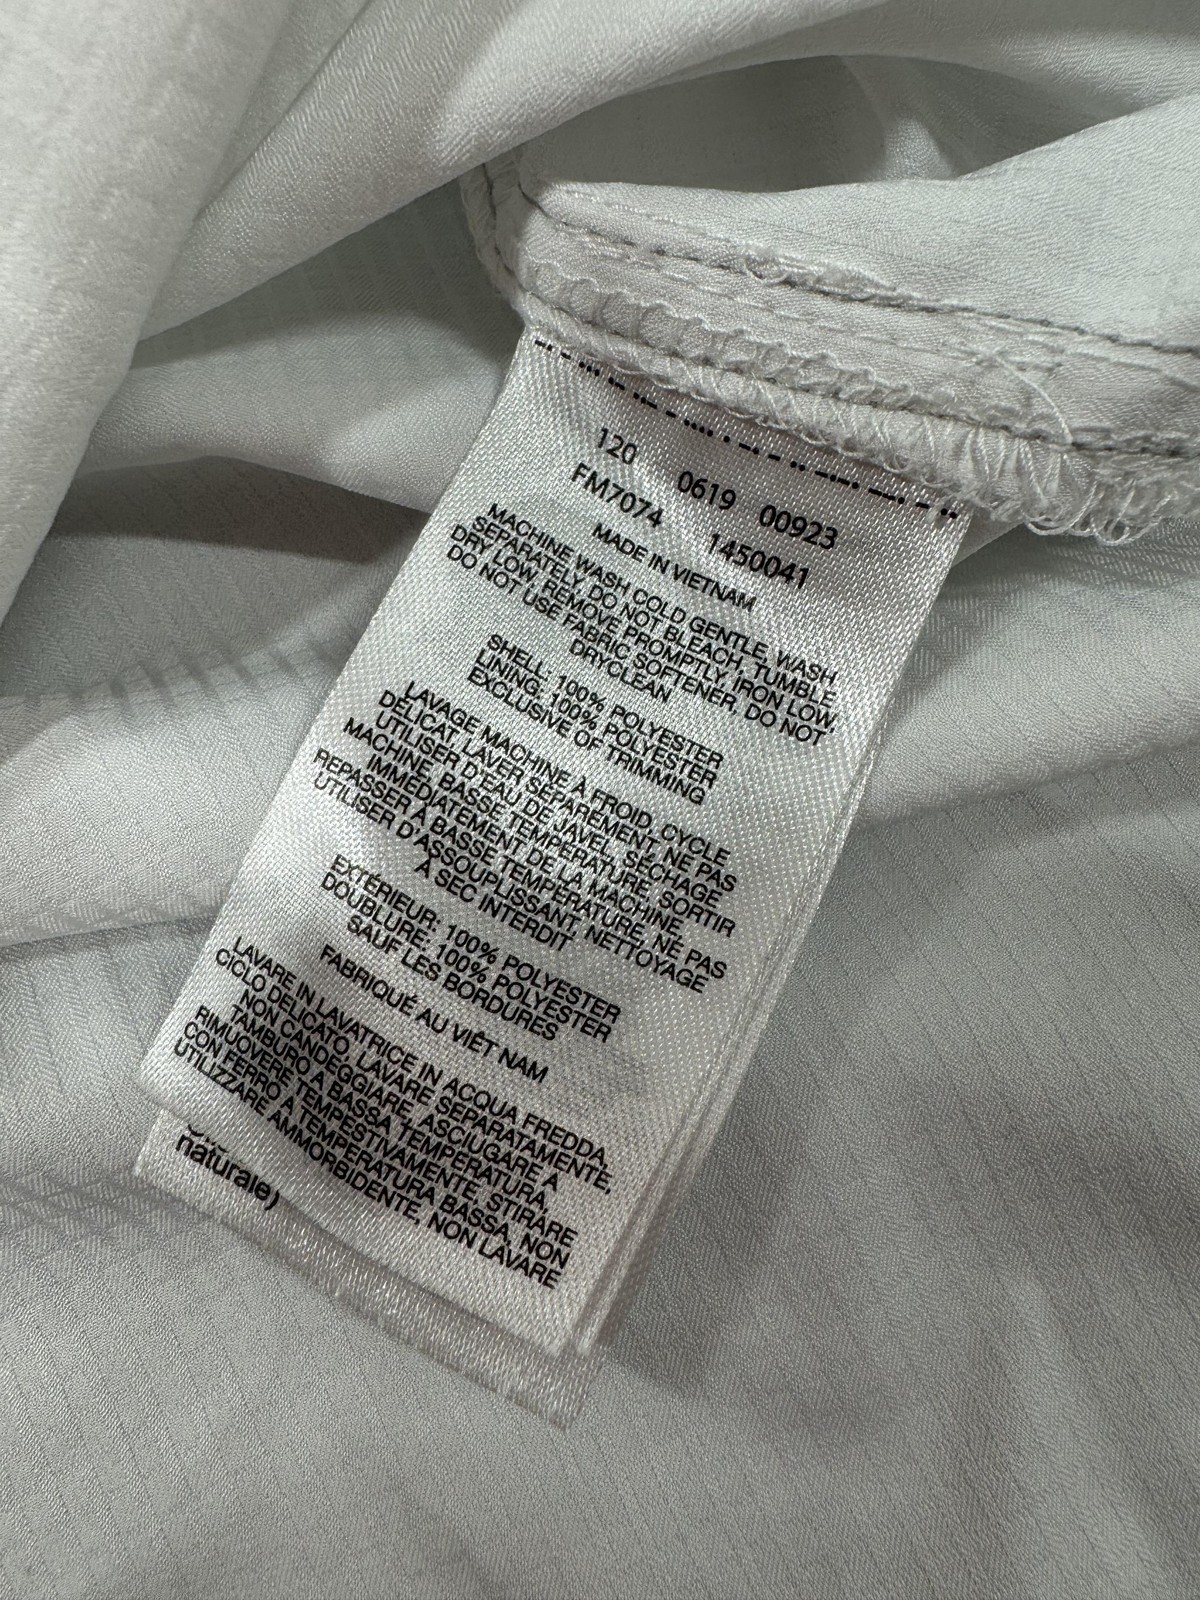 120 0619 00923
FM7074 1450041
MADE IN VIETNAM
MACHINE WASH COLD GENTLE, WASH
SEPARATELY, DO NOT BLEACH, TUMBLE
DRY LOW, REMOVE PROMPTLY, IRON LOW,
DO NOT USE FABRIC SOFTENER, DO NOT
DRYCLEAN
SHELL: 100% POLYESTER
LINING: 100% POLYESTER
EXCLUSIVE OF TRIMMING
LAVAGE MACHINE À FROID, CYCLE
DÉLICAT, LAVER SÉPARÉMENT, NE PAS
UTILISER D'EAU DE JAVEL, SÉCHAGE
MACHINE, BASSE TEMPÉRATURE, SORTIR
IMMÉDIATEMENT DE LA MACHINE,
REPASSER À BASSE TEMPÉRATURE, NE PAS
UTILISER D'ASSOUPLISSANT, NETTOYAGE
À SEC INTERDIT
EXTÉRIEUR: 100% POLYESTER
DOUBLURE: 100% POLYESTER
SAUF LES BORDURES
FABRIQUÉ AU VIÊT NAM
LAVARE IN LAVATRICE IN ACQUA FREDDA,
CICLO DELICATO, LAVARE SEPARATAMENTE,
NON CANDEGGIARE, ASCIUGARE A
TAMBURO A BASSA TEMPERATURA,
RIMUOVERE TEMPESTIVAMENTE, STIRARE
CON FERRO A TEMPERATURA BASSA, NON
UTILIZZARE AMMORBIDENTE, NON LAVARE
naturale)